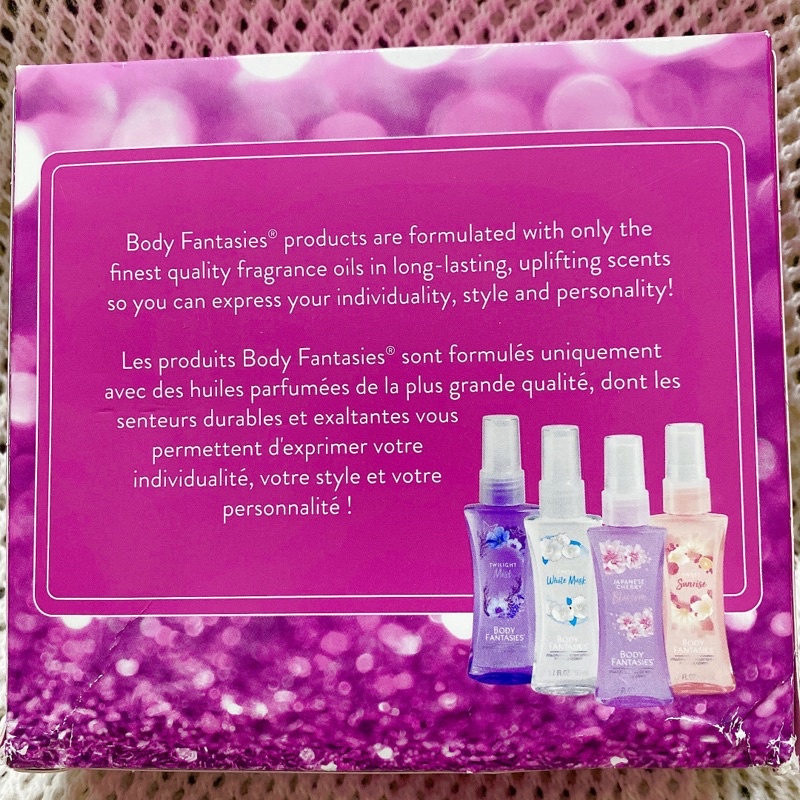 Body Fantasies® products are formulated with only the
finest quality fragrance oils in long-lasting, uplifting scents
so you can express your individuality, style and personality!
Les produits Body Fantasies® sont formulés uniquement
avec des huiles parfumées de la plus grande qualité, dont les
senteurs durables et exaltantes vous
permettent d'exprimer votre
individualité, votre style et votre
personnalité !
TWILIGHT
Mist
BODY
FANTASIES
White Musk
BODY
FANTASIES
JAPANESE
CHERRY
Blossom
BODY
FANTASIES
Sunrise
BODY
FANTASIES